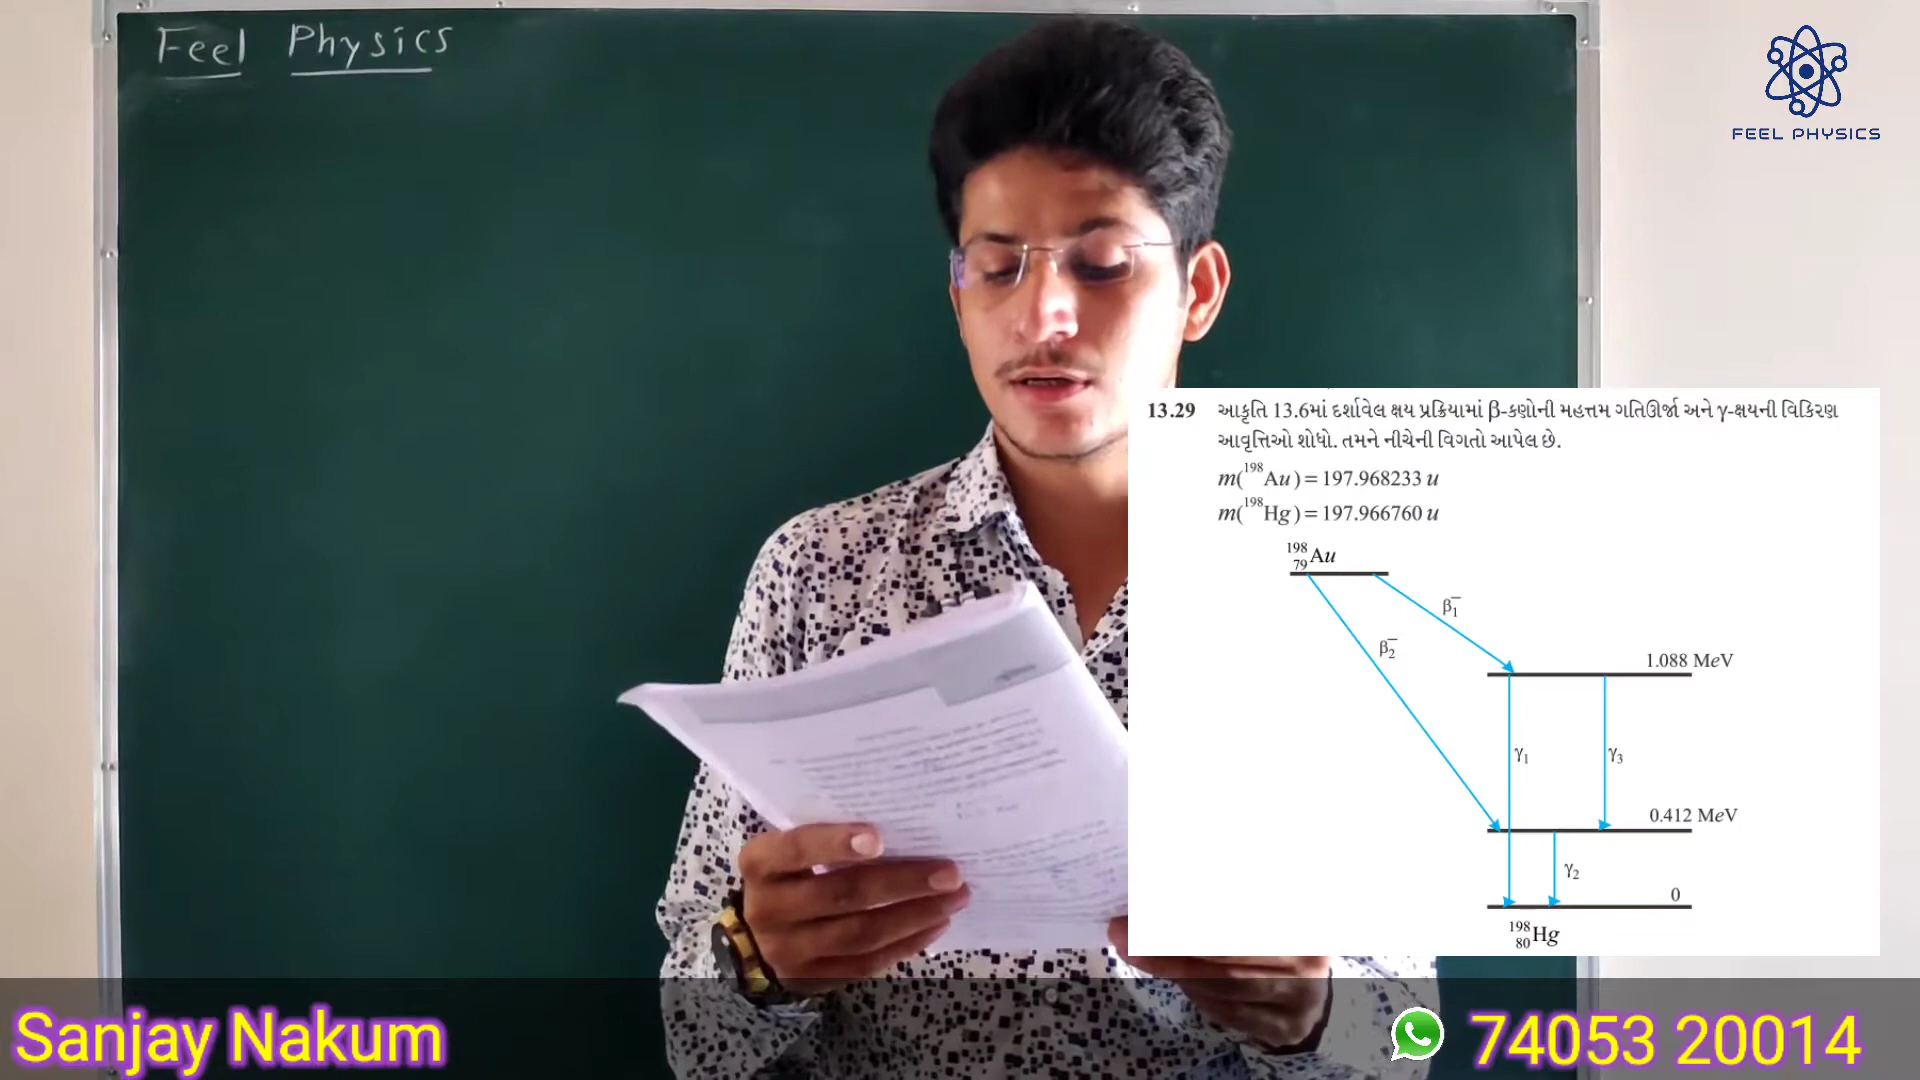 Feel Physics
FEEL PHYSICS
13.29 આકૃતિ 13.6માં દર્શાવેલ ક્ષય પ્રક્રિયામાં β-કણોની મહત્તમ ગતિઊર્જા અને γ-ક્ષયની વિકિરણ
આવૃત્તિઓ શોધો. તમને નીચેની વિગતો આપેલ છે.
m(¹⁹⁸Au) = 197.968233 u
m(¹⁹⁸Hg) = 197.966760 u
¹⁹⁸₇₉Au
β₁⁻
β₂⁻
1.088 MeV
γ₁ γ₃
0.412 MeV
γ₂
0
¹⁹⁸₈₀Hg
Sanjay Nakum
74053 20014